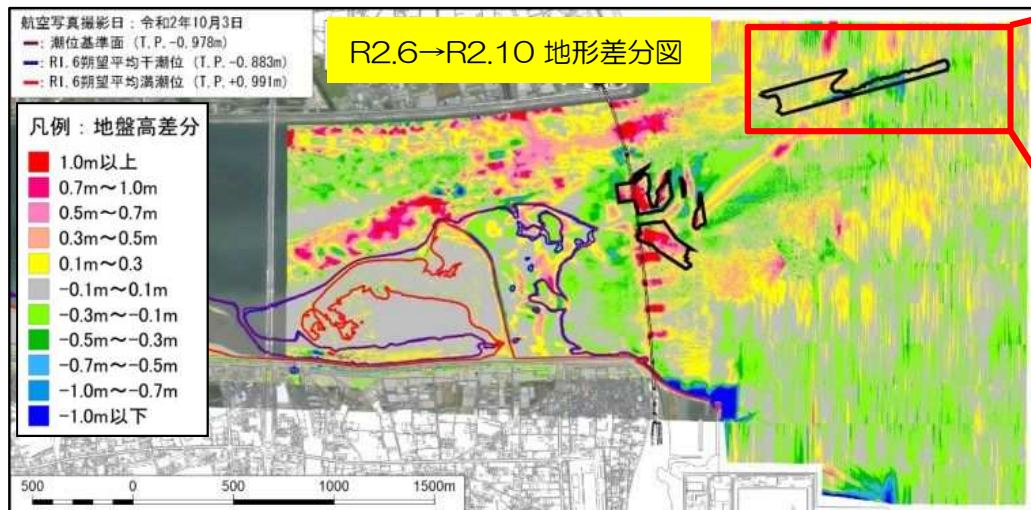 航空写真撮影日：令和2年10月3日
：潮位基準面 (T.P.-0.978m)
：R1.6朔望平均干潮位 (T.P.-0.883m)
：R1.6朔望平均満潮位 (T.P.+0.991m)
R2.6→R2.10 地形差分図
凡例：地盤高差分
1.0m以上
0.7m～1.0m
0.5m～0.7m
0.3m～0.5m
0.1m～0.3
-0.1m～0.1m
-0.3m～-0.1m
-0.5m～-0.3m
-0.7m～-0.5m
-1.0m～-0.7m
-1.0m以下
500 0 500 1000 1500m